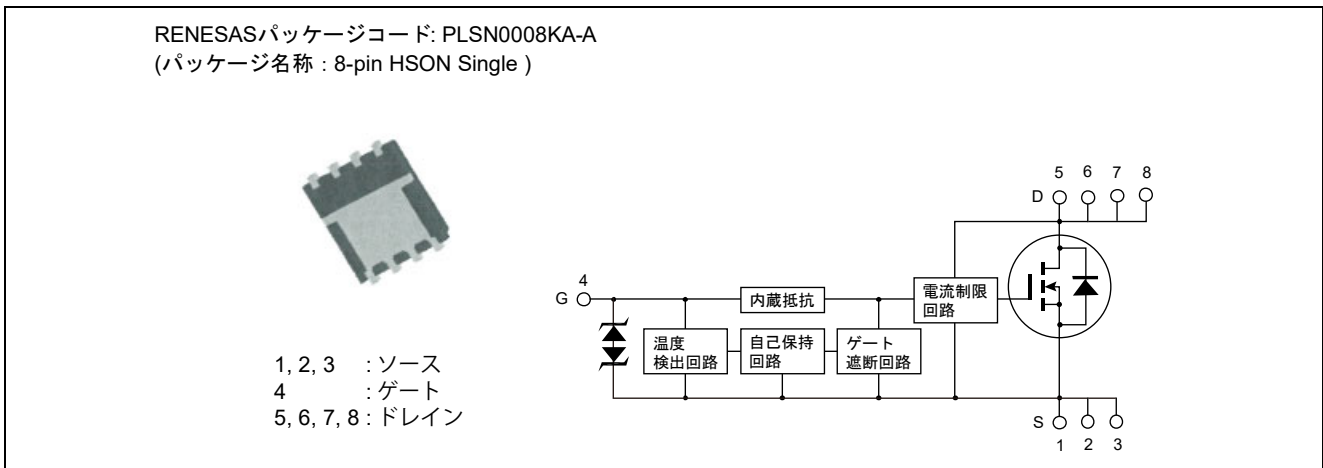 RENESASパッケージコード: PLSN0008KA-A
(パッケージ名称 : 8-pin HSON Single )
1, 2, 3 : ソース
4 : ゲート
5, 6, 7, 8 : ドレイン
5 6 7 8
D
4
G
内蔵抵抗
電流制限
回路
温度
検出回路
自己保持
回路
ゲート
遮断回路
S
1 2 3